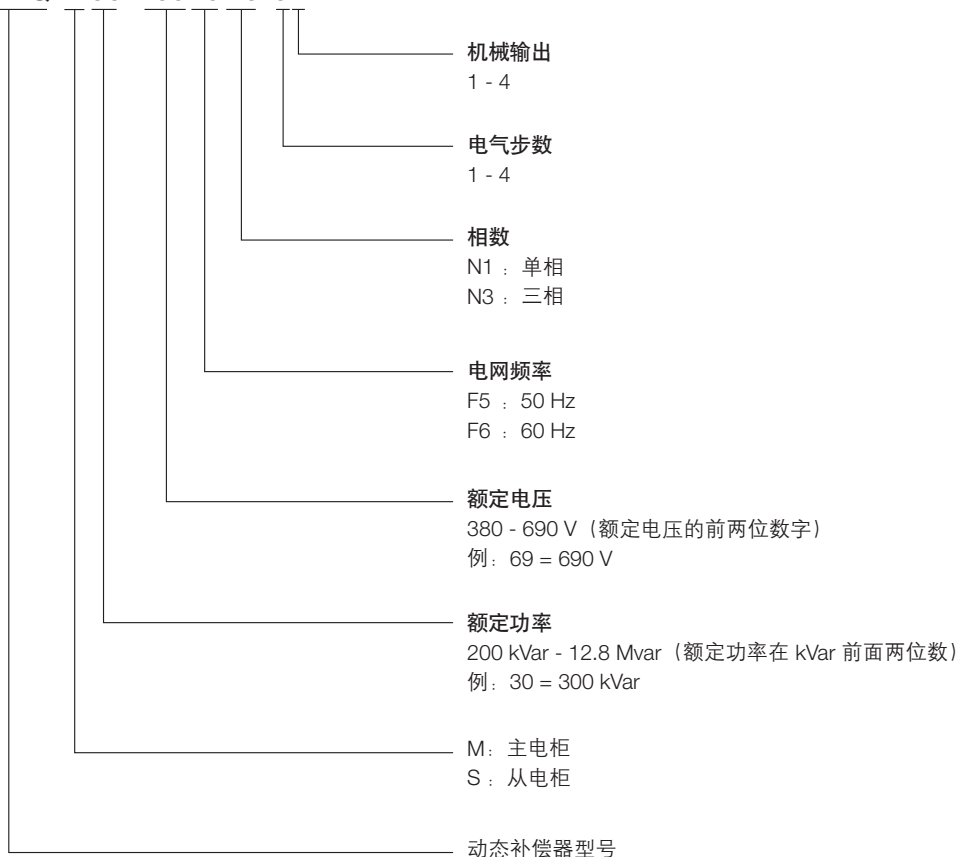 机械输出
1 - 4
电气步数
1 - 4
相数
N1 : 单相
N3 : 三相
电网频率
F5 : 50 Hz
F6 : 60 Hz
额定电压
380 - 690 V（额定电压的前两位数字）
例: 69 = 690 V
额定功率
200 kVar - 12.8 Mvar（额定功率在 kVar 前面两位数）
例: 30 = 300 kVar
M: 主电柜
S : 从电柜
动态补偿器型号